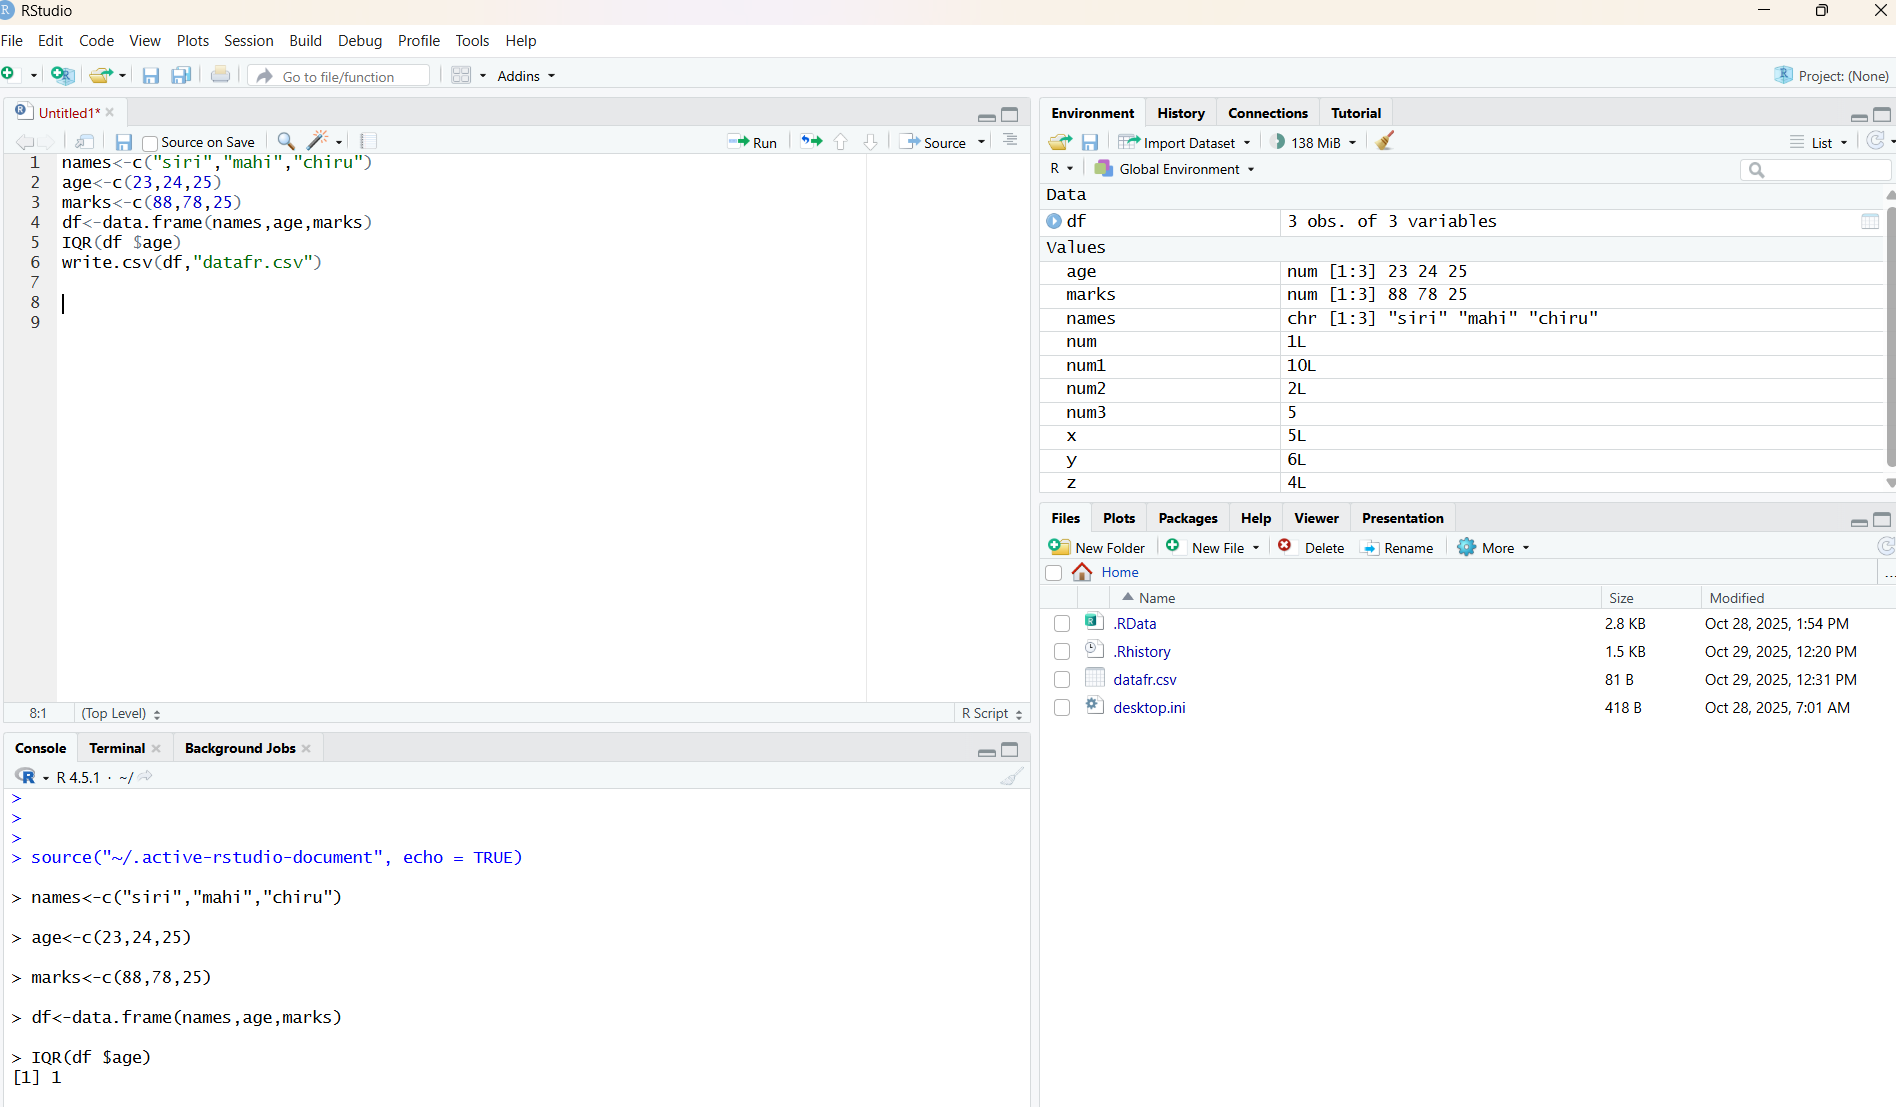 RStudio
File Edit Code View Plots Session Build Debug Profile Tools Help
Go to file/function Addins Project: (None)
Untitled1*
Source on Save Run Source
1 names<-c("siri","mahi","chiru")
2 age<-c(23,24,25)
3 marks<-c(88,78,25)
4 df<-data.frame(names,age,marks)
5 IQR(df $age)
6 write.csv(df,"datafr.csv")
7
8
9
8:1 (Top Level) R Script
Console Terminal Background Jobs
R 4.5.1 · ~/
>
>
>
> source("~/.active-rstudio-document", echo = TRUE)
> names<-c("siri","mahi","chiru")
> age<-c(23,24,25)
> marks<-c(88,78,25)
> df<-data.frame(names,age,marks)
> IQR(df $age)
[1] 1
Environment History Connections Tutorial
Import Dataset 138 MiB List
R Global Environment
Data
df 3 obs. of 3 variables
Values
age num [1:3] 23 24 25
marks num [1:3] 88 78 25
names chr [1:3] "siri" "mahi" "chiru"
num 1L
num1 10L
num2 2L
num3 5
x 5L
y 6L
z 4L
Files Plots Packages Help Viewer Presentation
New Folder New File Delete Rename More
Home ...
Name Size Modified
.RData 2.8 KB Oct 28, 2025, 1:54 PM
.Rhistory 1.5 KB Oct 29, 2025, 12:20 PM
datafr.csv 81 B Oct 29, 2025, 12:31 PM
desktop.ini 418 B Oct 28, 2025, 7:01 AM